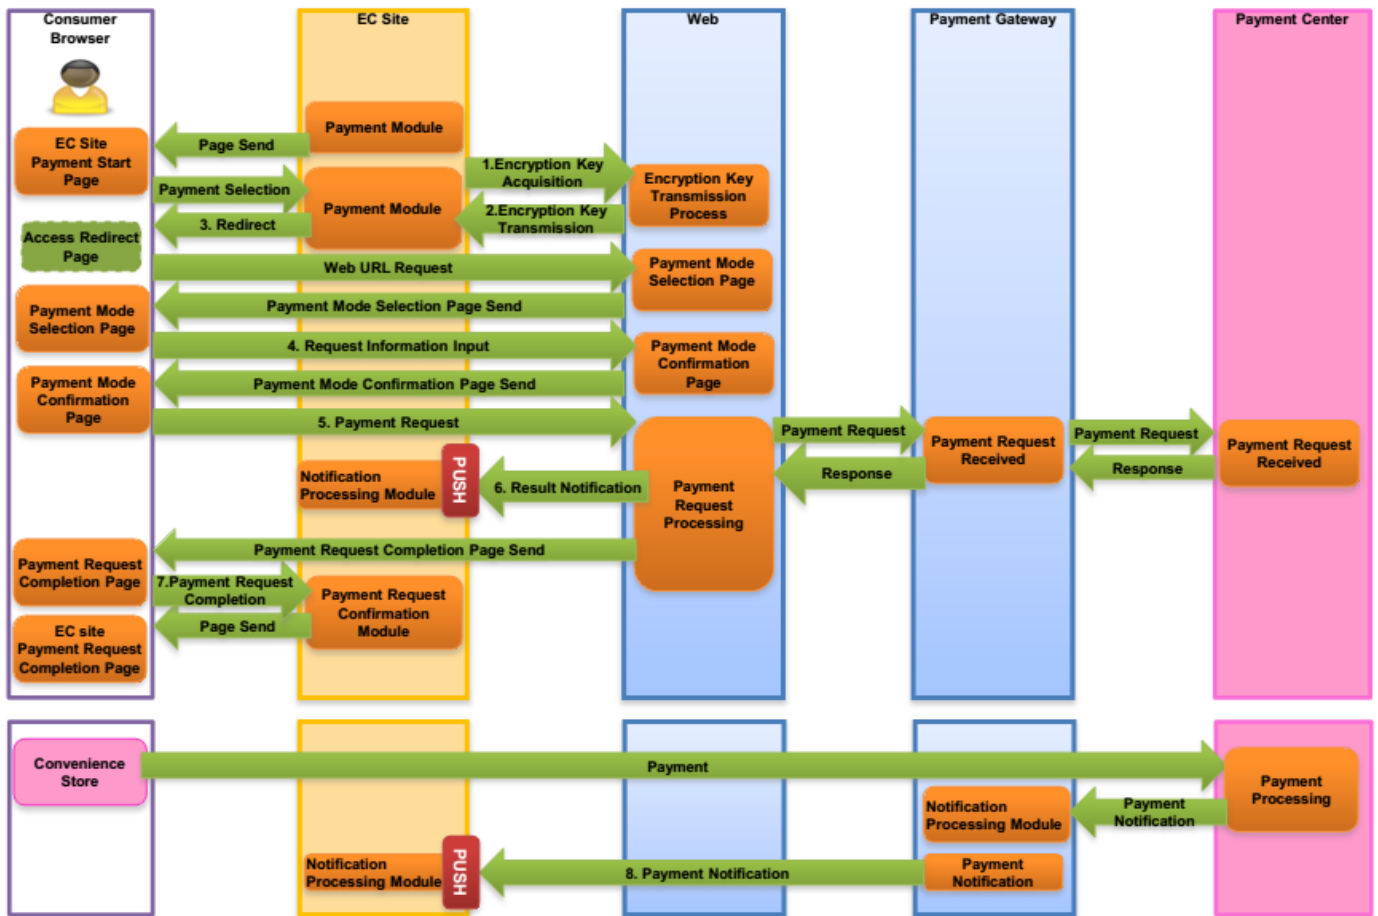 Consumer
Browser
EC Site
Web
Payment Gateway
Payment Center
Payment Module
EC Site
Payment Start
Page
Page Send
1.Encryption Key
Acquisition
Encryption Key
Transmission
Process
Payment Selection
Payment Module
2.Encryption Key
Transmission
3. Redirect
Access Redirect
Page
Web URL Request
Payment Mode
Selection Page
Payment Mode Selection Page Send
Payment Mode
Selection Page
4. Request Information Input
Payment Mode
Confirmation
Page
Payment Mode Confirmation Page Send
Payment Mode
Confirmation
Page
5. Payment Request
Payment Request
Payment Request
Received
Payment Request
Payment Request
Received
Response
Response
Notification
Processing Module
PUSH
6. Result Notification
Payment
Request
Processing
Payment Request Completion Page Send
Payment Request
Completion Page
7.Payment Request
Completion
Payment Request
Confirmation
Module
Page Send
EC site
Payment Request
Completion Page
Convenience
Store
Payment
Payment
Processing
Payment
Notification
Notification
Processing Module
Notification
Processing Module
PUSH
8. Payment Notification
Payment
Notification